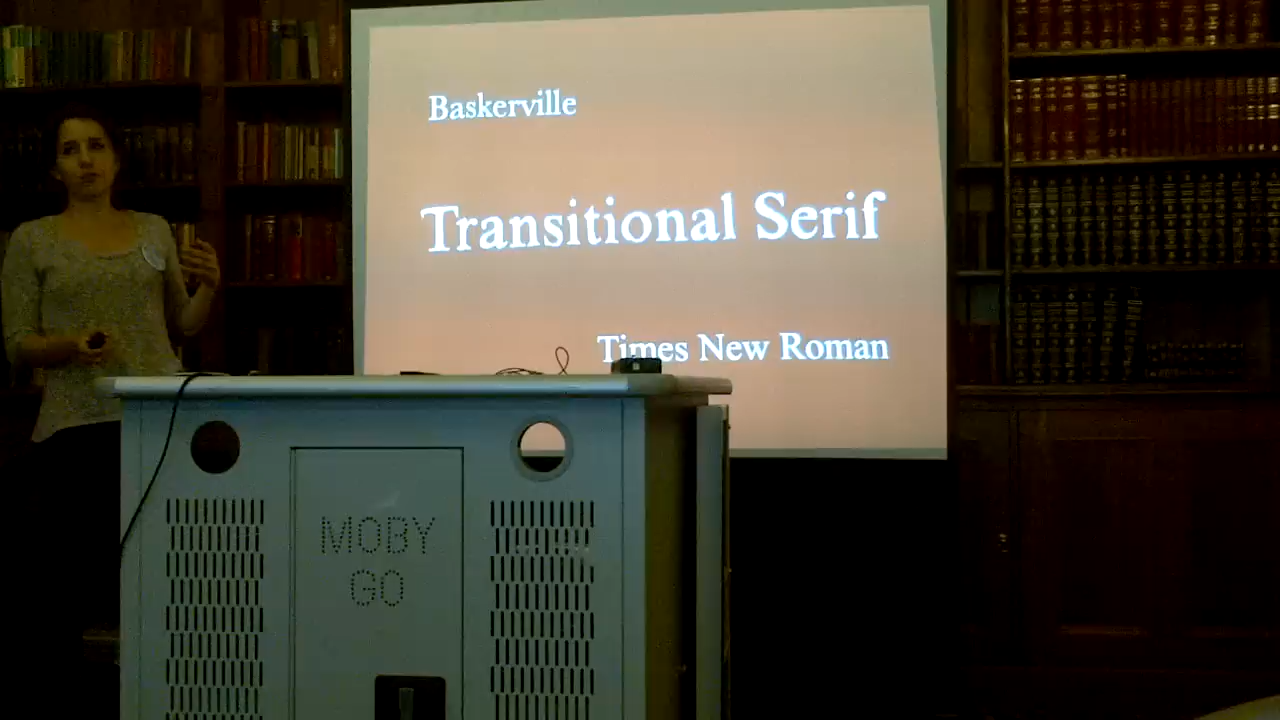 Baskerville
Transitional Serif
Times New Roman
MOBY
GO